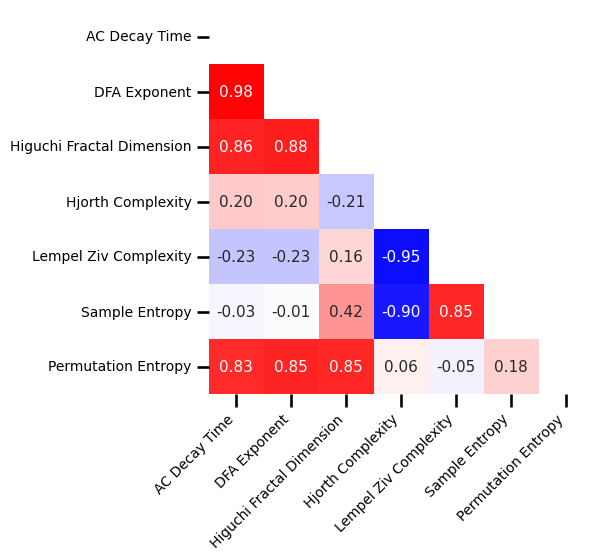 AC Decay Time
DFA Exponent 0.98
Higuchi Fractal Dimension 0.86 0.88
Hjorth Complexity 0.20 0.20 -0.21
Lempel Ziv Complexity -0.23 -0.23 0.16 -0.95
Sample Entropy -0.03 -0.01 0.42 -0.90 0.85
Permutation Entropy 0.83 0.85 0.85 0.06 -0.05 0.18
AC Decay Time
DFA Exponent
Higuchi Fractal Dimension
Hjorth Complexity
Lempel Ziv Complexity
Sample Entropy
Permutation Entropy